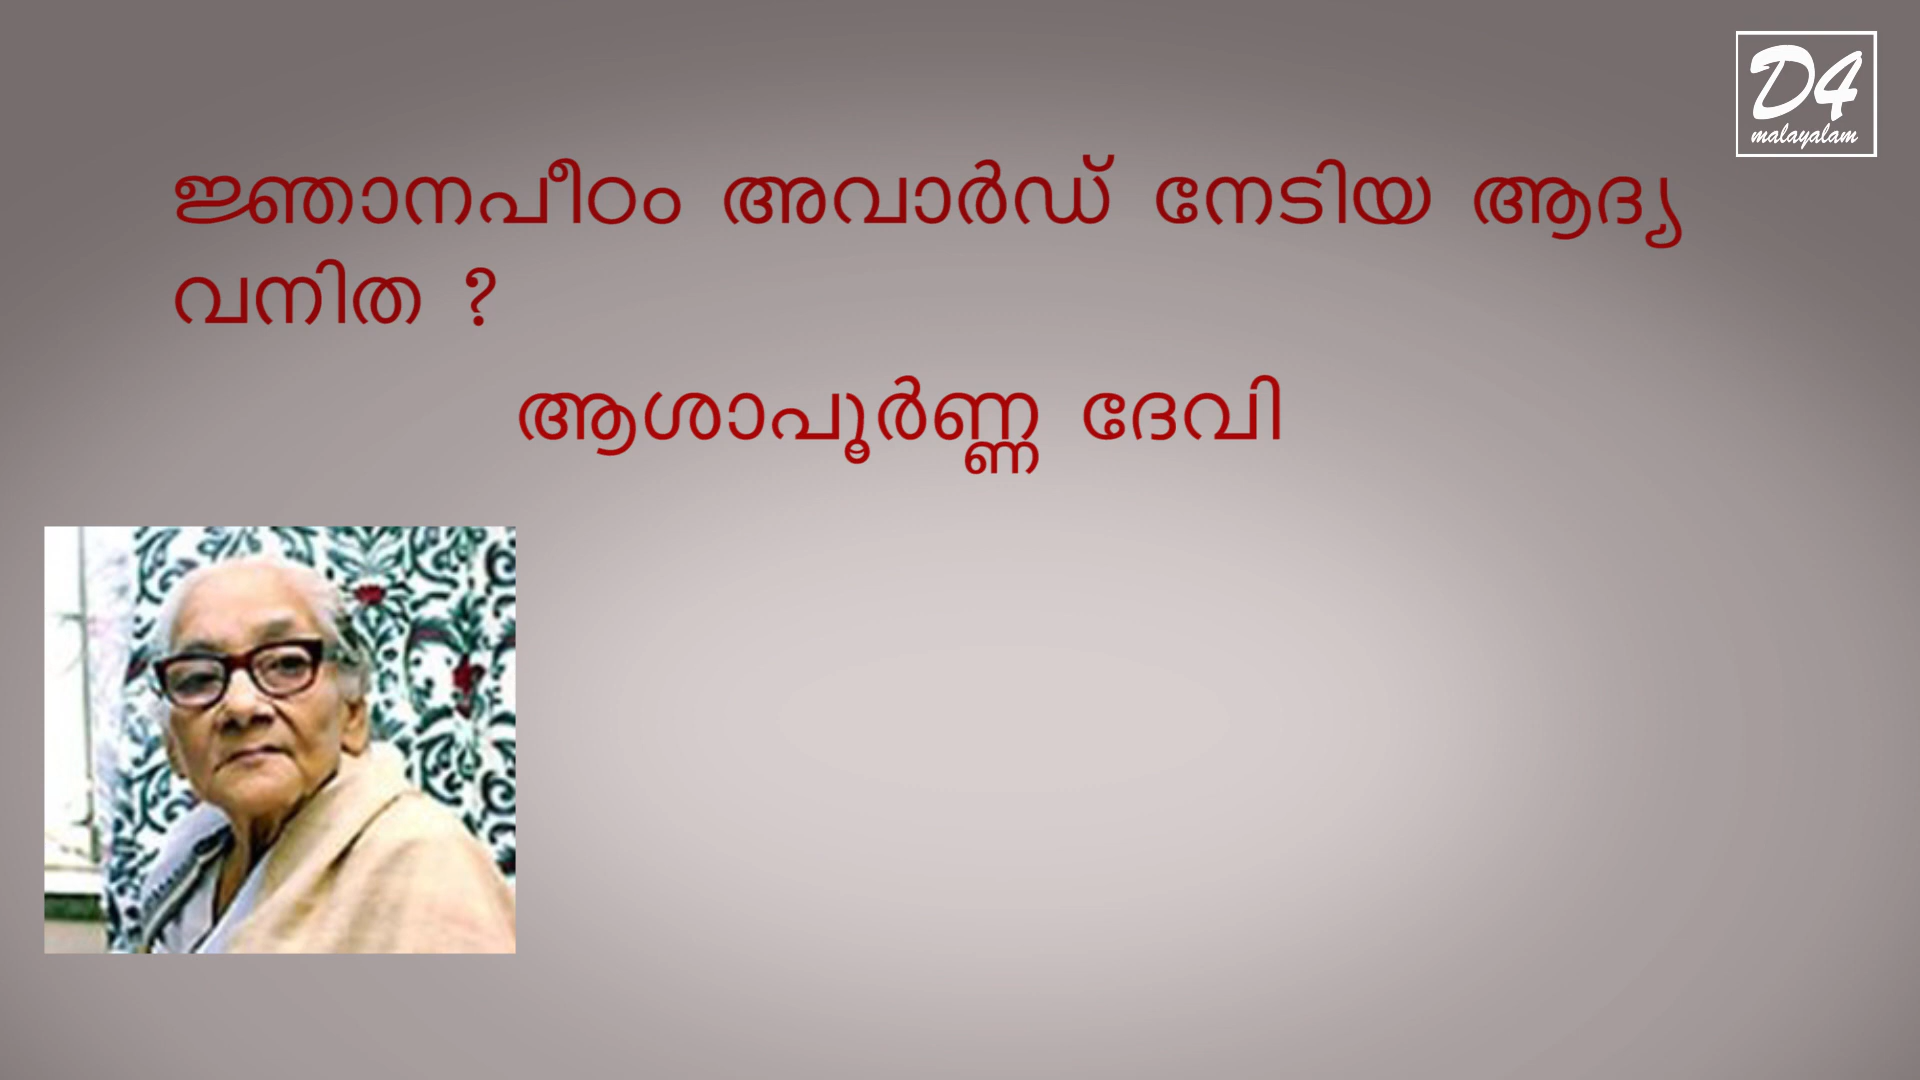 D4
malayalam
ജ്ഞാനപീഠം അവാർഡ് നേടിയ ആദ്യ
വനിത ?
ആശാപൂർണ്ണ ദേവി